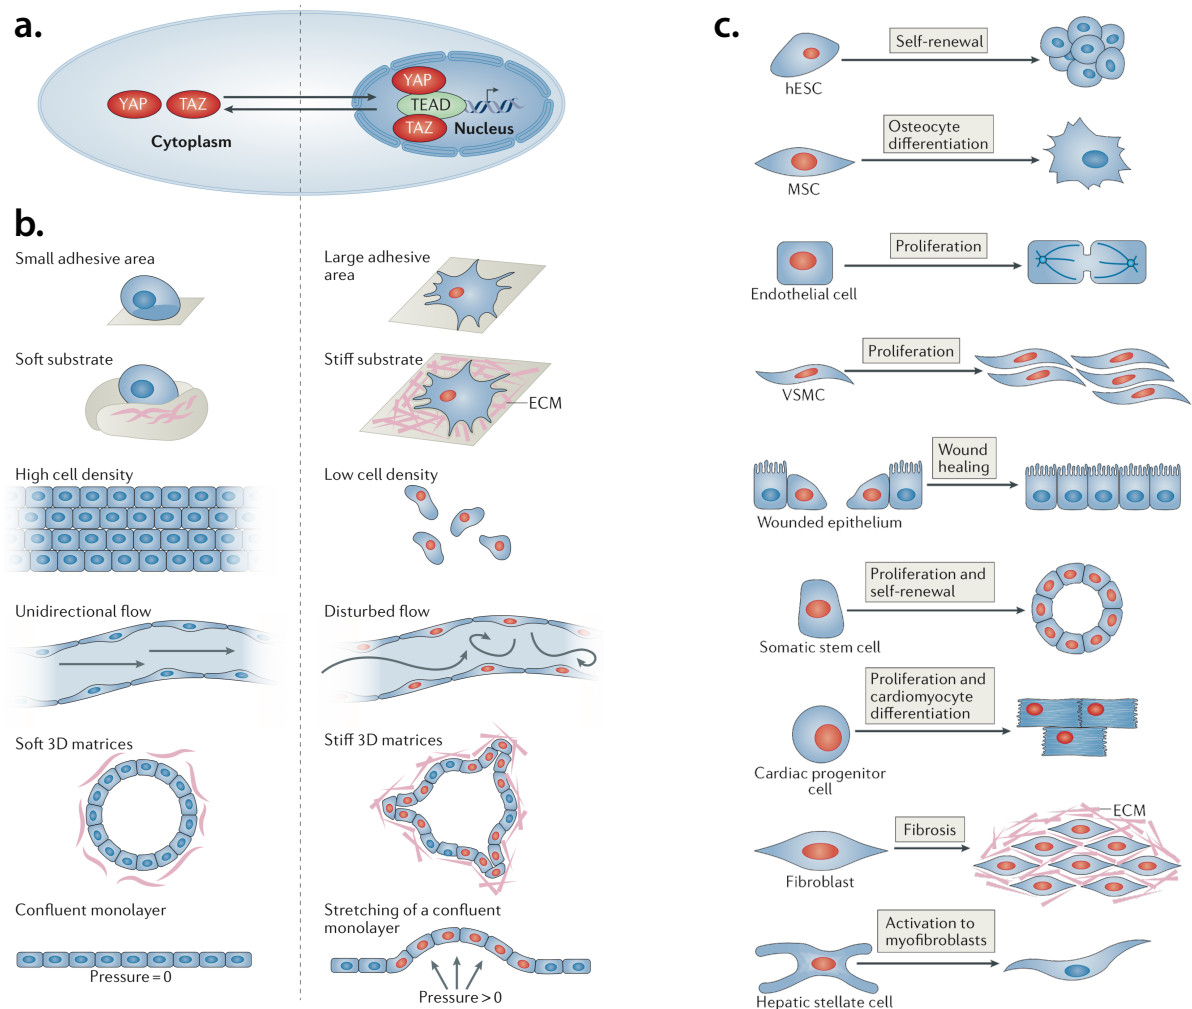 a.
YAP
TAZ
Cytoplasm
YAP
TEAD
TAZ
Nucleus
b.
Small adhesive area
Large adhesive
area
Soft substrate
Stiff substrate
ECM
High cell density
Low cell density
Unidirectional flow
Disturbed flow
Soft 3D matrices
Stiff 3D matrices
Confluent monolayer
Pressure = 0
Stretching of a confluent
monolayer
Pressure > 0
c.
Self-renewal
hESC
Osteocyte
differentiation
MSC
Proliferation
Endothelial cell
Proliferation
VSMC
Wound
healing
Wounded epithelium
Proliferation and
self-renewal
Somatic stem cell
Proliferation and
cardiomyocyte
differentiation
Cardiac progenitor
cell
Fibrosis
ECM
Fibroblast
Activation to
myofibroblasts
Hepatic stellate cell